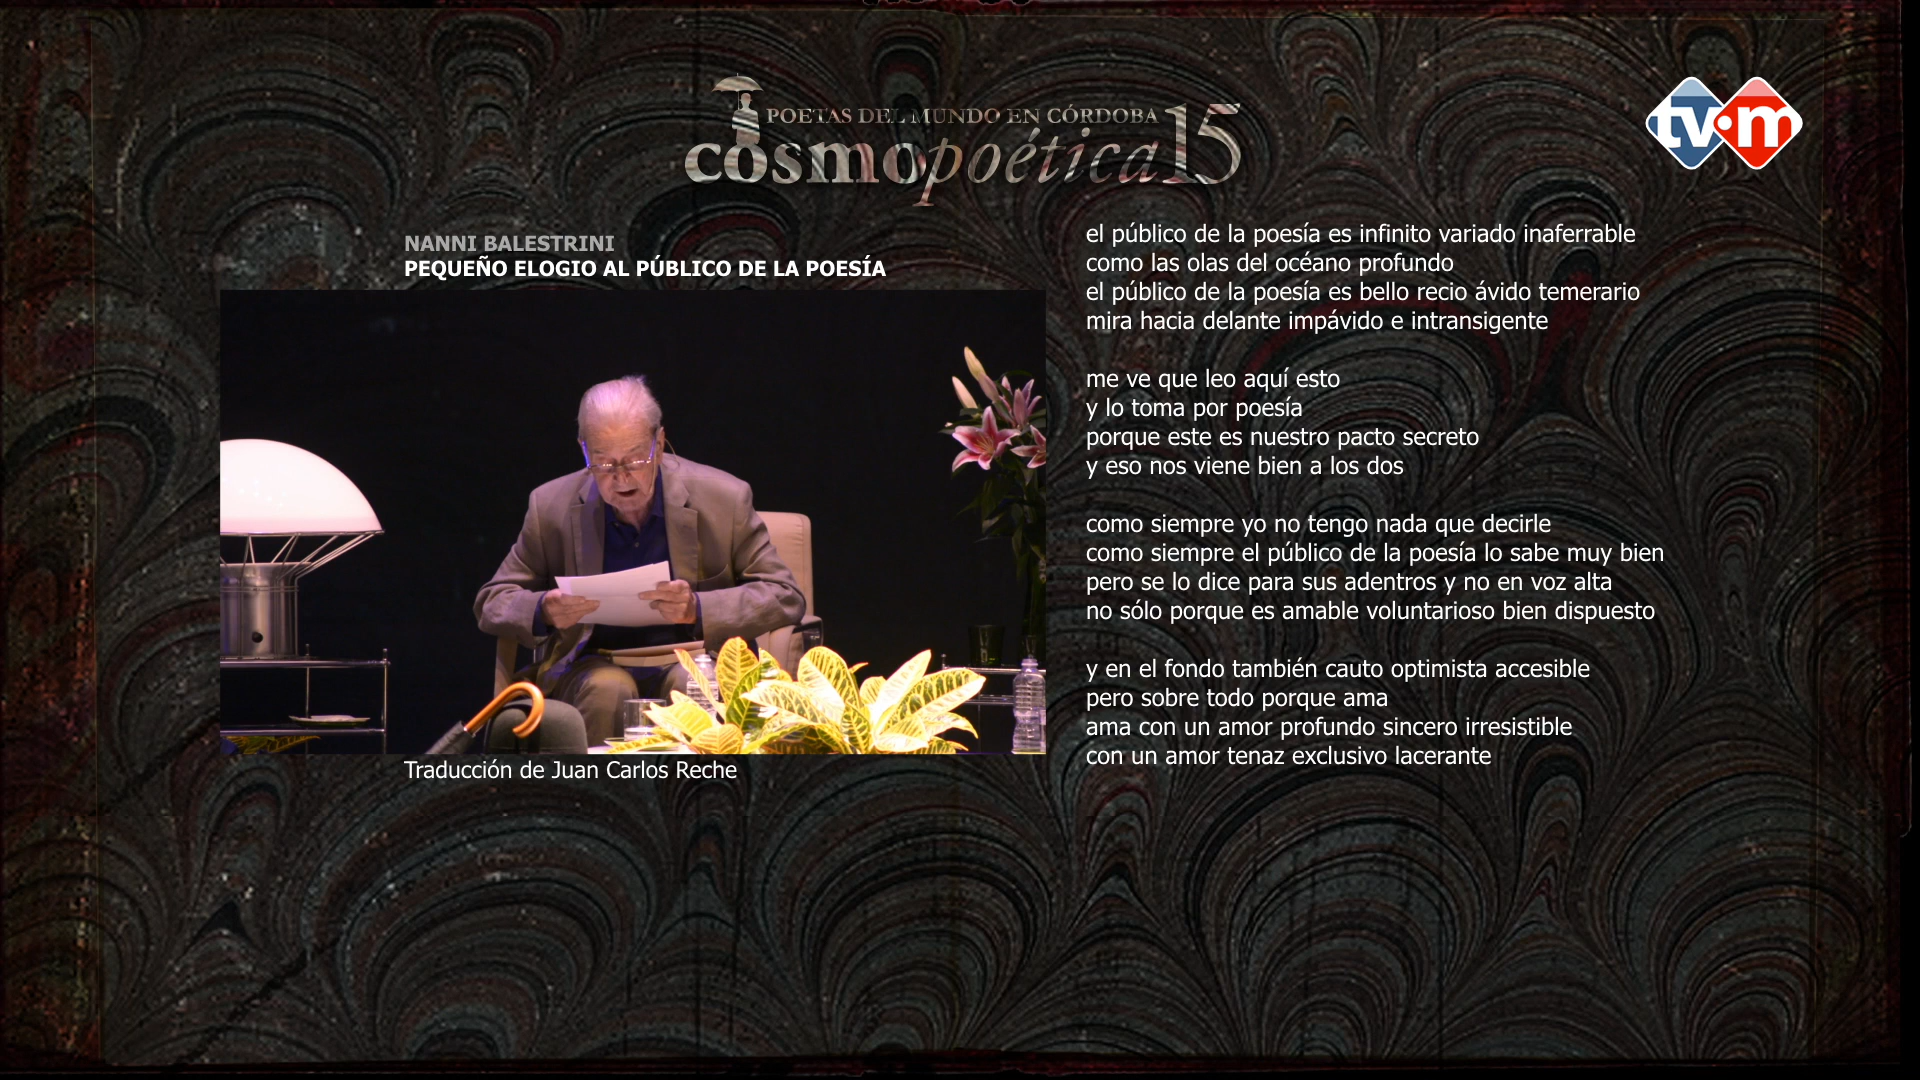 POETAS DEL MUNDO EN CÓRDOBA
cosmopoética15
tv·m
NANNI BALESTRINI
PEQUEÑO ELOGIO AL PÚBLICO DE LA POESÍA
el público de la poesía es infinito variado inaferrable
como las olas del océano profundo
el público de la poesía es bello recio ávido temerario
mira hacia delante impávido e intransigente
me ve que leo aquí esto
y lo toma por poesía
porque este es nuestro pacto secreto
y eso nos viene bien a los dos
como siempre yo no tengo nada que decirle
como siempre el público de la poesía lo sabe muy bien
pero se lo dice para sus adentros y no en voz alta
no sólo porque es amable voluntarioso bien dispuesto
y en el fondo también cauto optimista accesible
pero sobre todo porque ama
ama con un amor profundo sincero irresistible
con un amor tenaz exclusivo lacerante
Traducción de Juan Carlos Reche